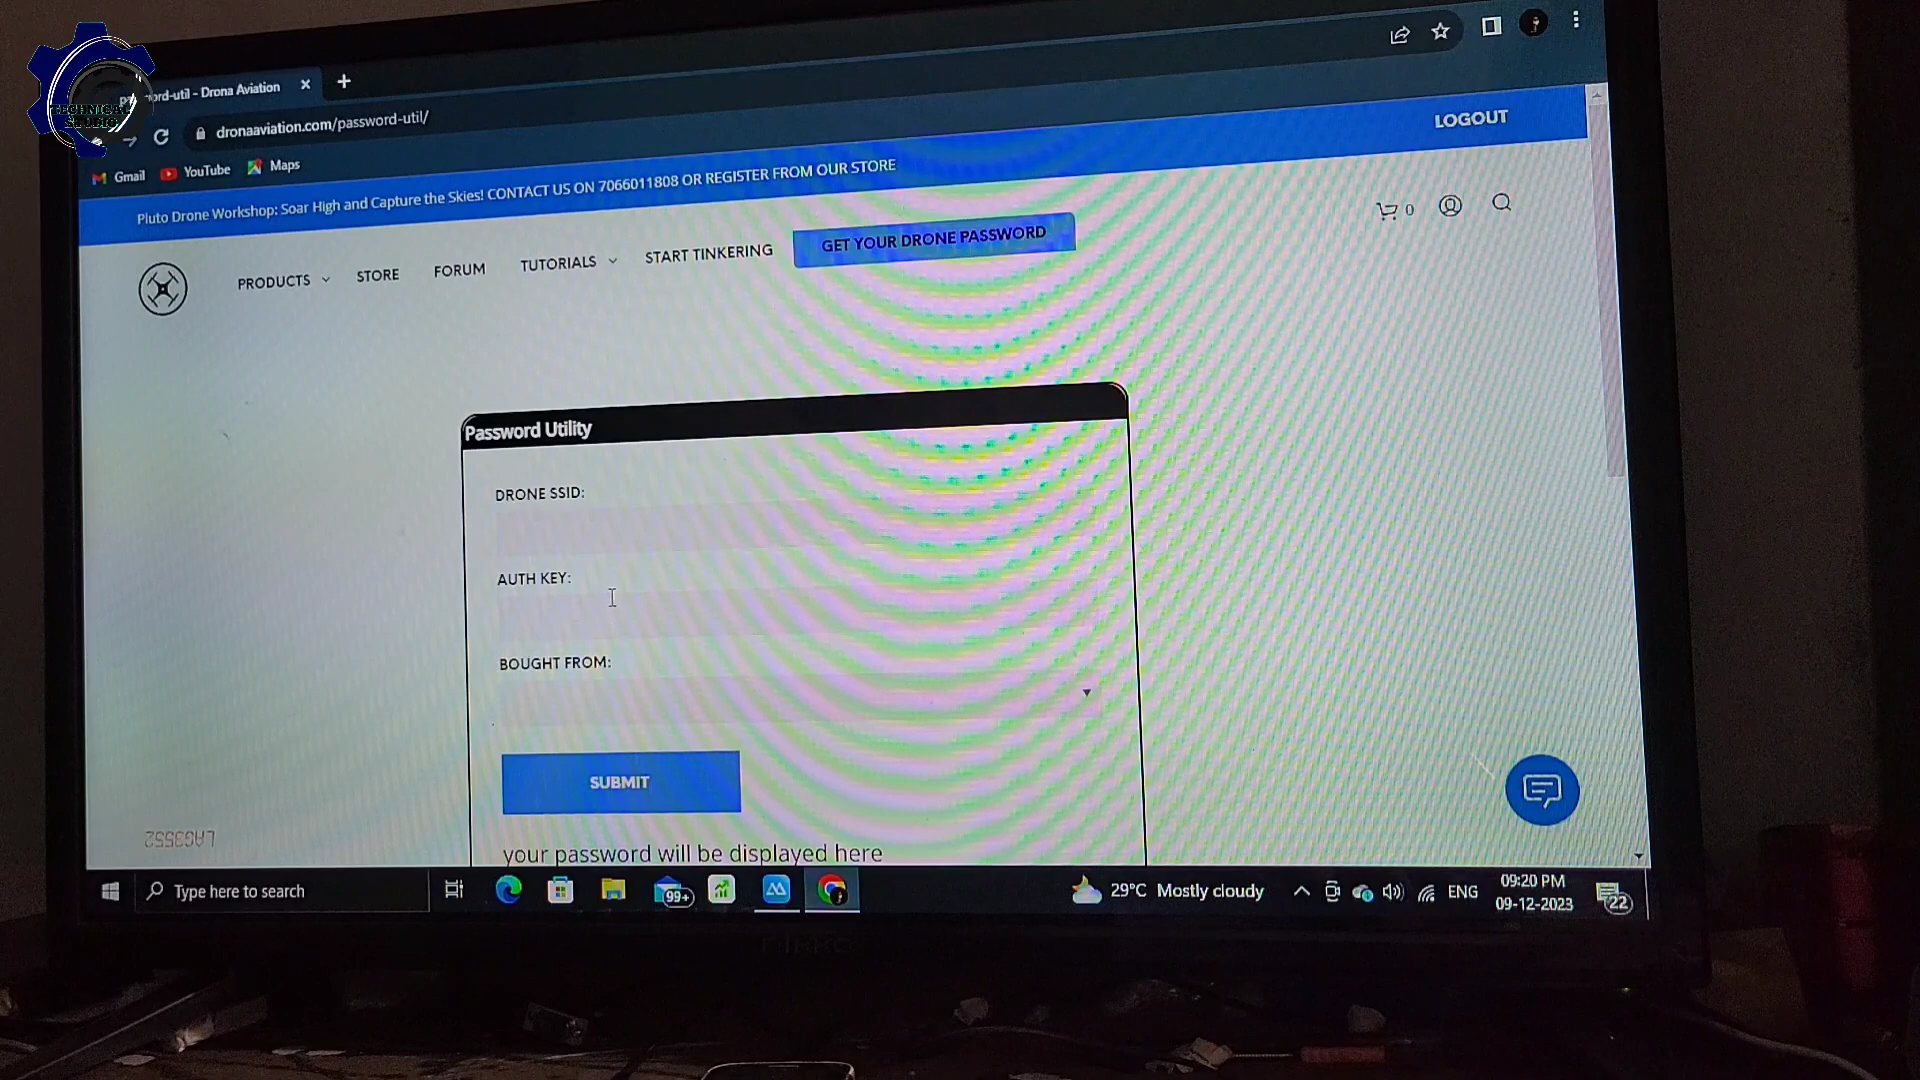 TECHNICAL
STUDIO
ord-util - Drona Aviation
dronaaviation.com/password-util/
Gmail YouTube Maps
LOGOUT
Pluto Drone Workshop: Soar High and Capture the Skies! CONTACT US ON 7066011808 OR REGISTER FROM OUR STORE
PRODUCTS STORE FORUM TUTORIALS START TINKERING GET YOUR DRONE PASSWORD 0
Password Utility
DRONE SSID:
AUTH KEY:
BOUGHT FROM:
SUBMIT
your password will be displayed here
LAG3552
Type here to search
99+
29°C Mostly cloudy
ENG
09:20 PM
09-12-2023
22